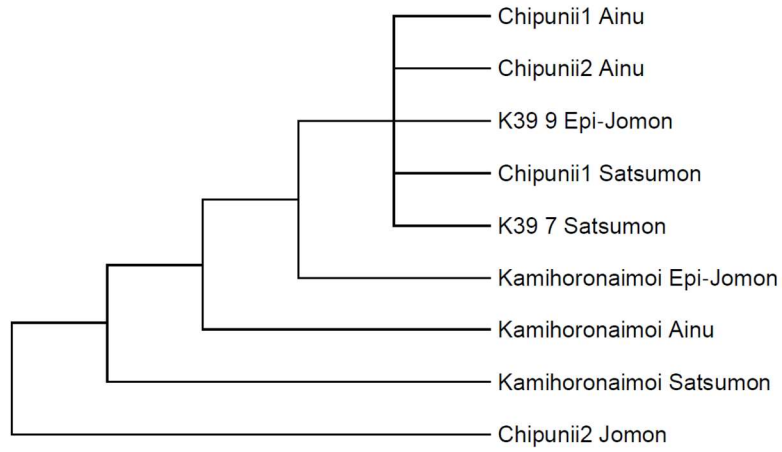 Chipunii1 Ainu
Chipunii2 Ainu
K39 9 Epi-Jomon
Chipunii1 Satsumon
K39 7 Satsumon
Kamihoronaimoi Epi-Jomon
Kamihoronaimoi Ainu
Kamihoronaimoi Satsumon
Chipunii2 Jomon